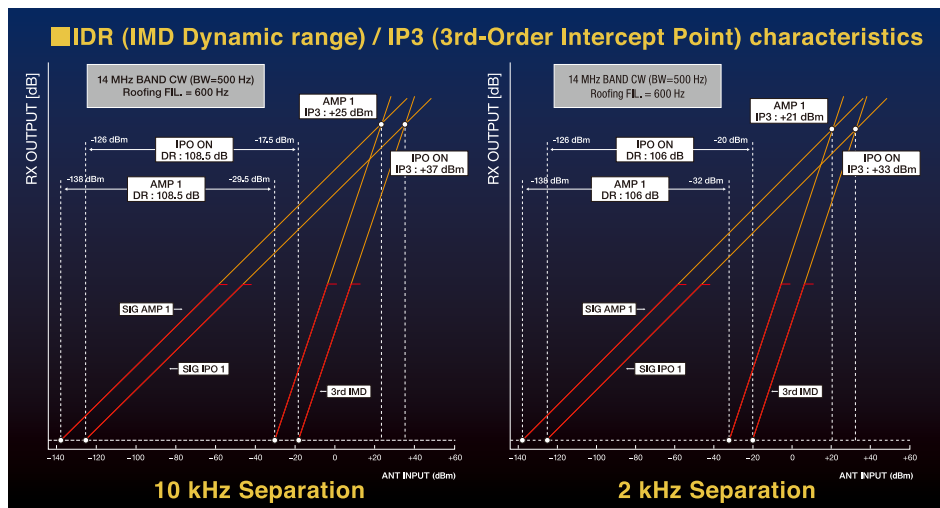 ■IDR (IMD Dynamic range) / IP3 (3rd-Order Intercept Point) characteristics
RX OUTPUT [dB]
14 MHz BAND CW (BW=500 Hz)
Roofing FIL. = 600 Hz
AMP 1
IP3 : +25 dBm
-126 dBm
-17.5 dBm
IPO ON
DR : 108.5 dB
IPO ON
IP3 : +37 dBm
-138 dBm
-29.5 dBm
AMP 1
DR : 108.5 dB
SIG AMP 1
SIG IPO 1
3rd IMD
-140 -120 -100 -80 -60 -40 -20 0 +20 +40 +60
ANT INPUT (dBm)
10 kHz Separation
RX OUTPUT [dB]
14 MHz BAND CW (BW=500 Hz)
Roofing FIL. = 600 Hz
AMP 1
IP3 : +21 dBm
-126 dBm
-20 dBm
IPO ON
DR : 106 dB
IPO ON
IP3 : +33 dBm
-138 dBm
-32 dBm
AMP 1
DR : 106 dB
SIG AMP 1
SIG IPO 1
3rd IMD
-140 -120 -100 -80 -60 -40 -20 0 +20 +40 +60
ANT INPUT (dBm)
2 kHz Separation